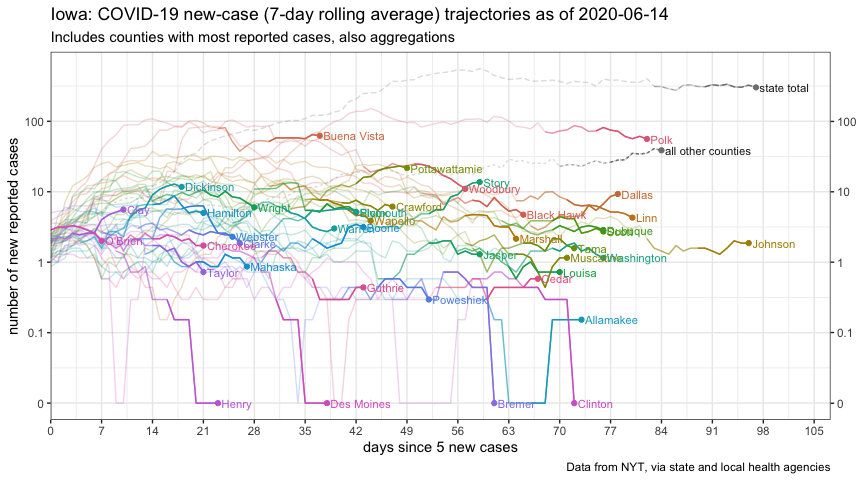 Iowa: COVID-19 new-case (7-day rolling average) trajectories as of 2020-06-14
Includes counties with most reported cases, also aggregations
number of new reported cases
100
10
1
0.1
0
state total
Buena Vista
Polk
all other counties
Pottawattamie
Story
Dickinson
Woodbury
Dallas
Clay
Hamilton
Wright
Plymouth
Crawford
Wapello
Black Hawk
Linn
O'Brien
Webster
Clarke
Cherokee
Warren
Boone
Marshall
Dubuque
Scott
Johnson
Taylor
Mahaska
Jasper
Tama
Muscatine
Washington
Louisa
Guthrie
Poweshiek
Cedar
Allamakee
Henry
Des Moines
Bremer
Clinton
100
10
1
0.1
0
0 7 14 21 28 35 42 49 56 63 70 77 84 91 98 105
days since 5 new cases
Data from NYT, via state and local health agencies